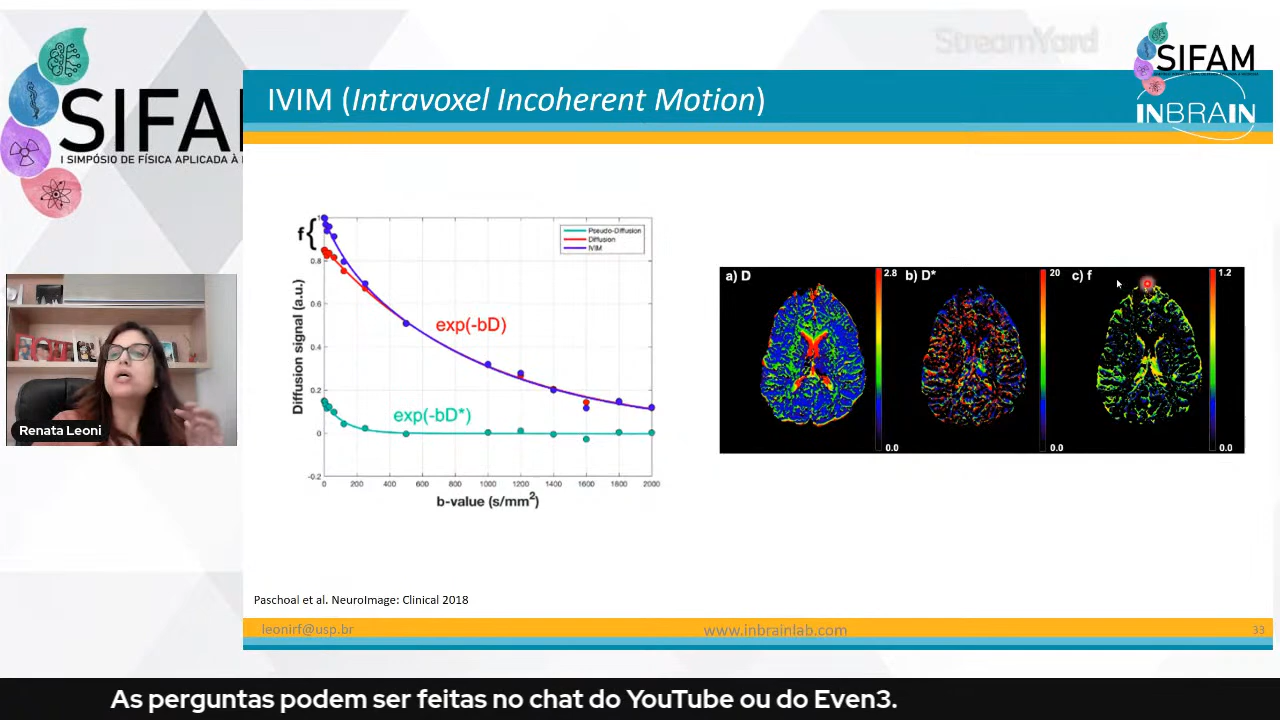 StreamYard
SIFAM
SIFA
I SIMPÓSIO DE FÍSICA APLICADA À
IVIM (Intravoxel Incoherent Motion)
INBRAIN
f{
Pseudo-Diffusion
Diffusion
IVIM
exp(-bD)
exp(-bD*)
Diffusion signal (a.u.)
1
0.8
0.6
0.4
0.2
0
-0.2
0 200 400 600 800 1000 1200 1400 1600 1800 2000
b-value (s/mm2)
a) D
2.8
0.0
b) D*
20
0.0
c) f
1.2
0.0
Renata Leoni
Paschoal et al. NeuroImage: Clinical 2018
leonirf@usp.br
www.inbrainlab.com
33
As perguntas podem ser feitas no chat do YouTube ou do Even3.